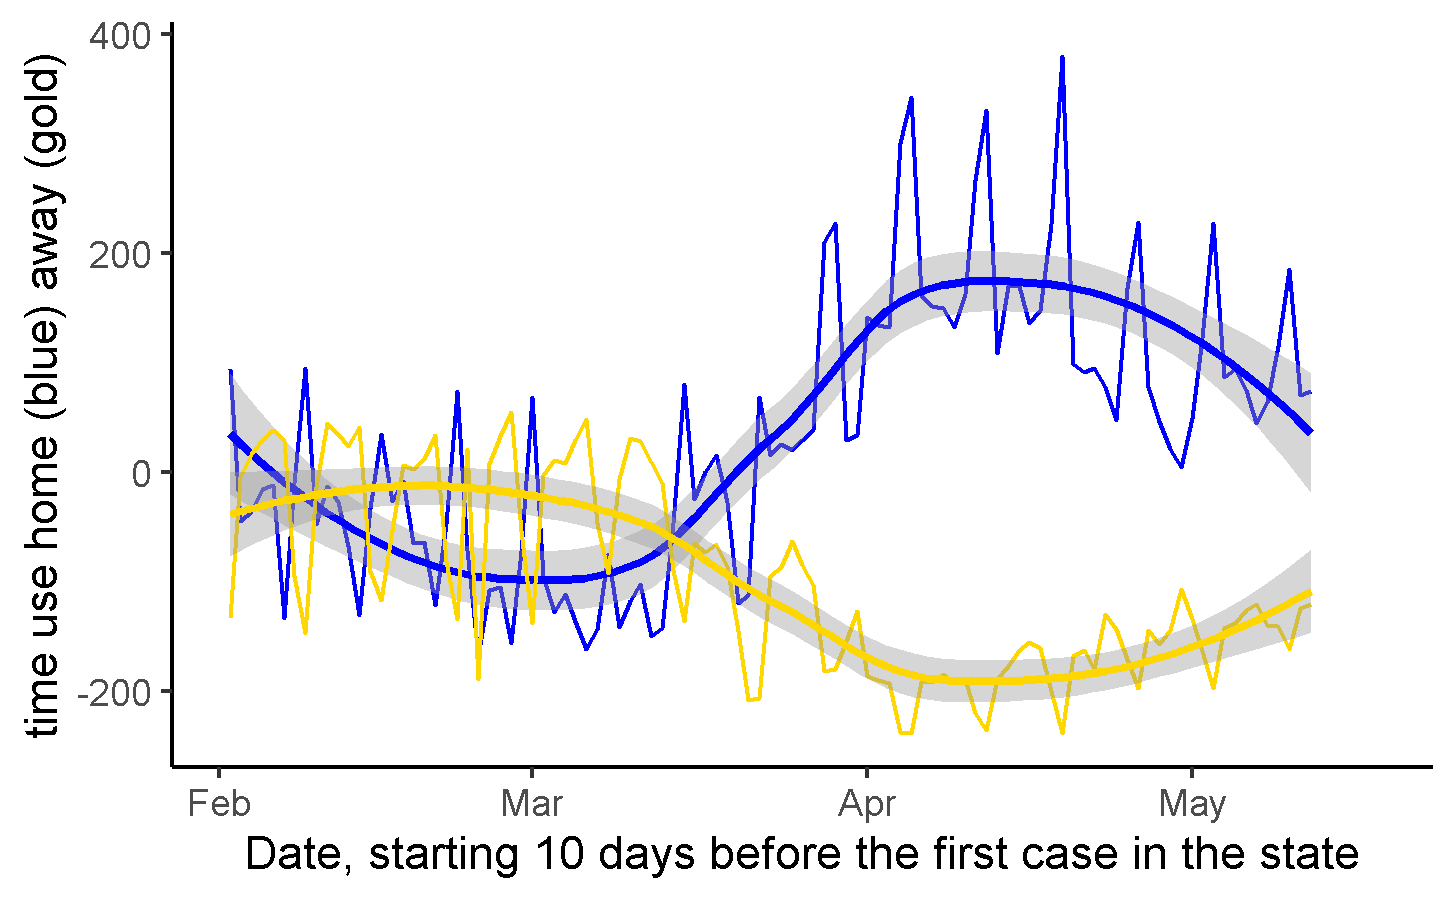 time use home (blue) away (gold)
400
200
0
-200
Feb Mar Apr May
Date, starting 10 days before the first case in the state